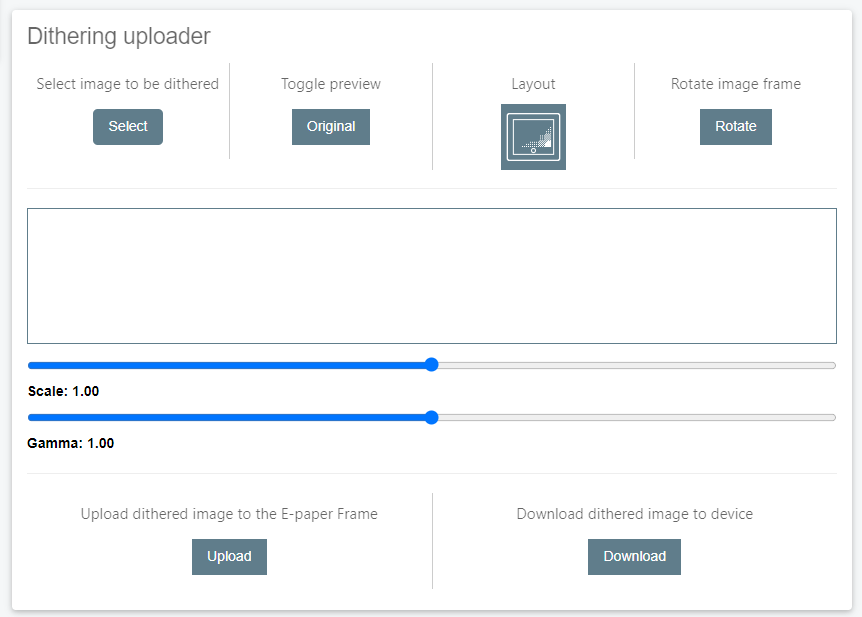 Dithering uploader
Select image to be dithered
Select
Toggle preview
Original
Layout
Rotate image frame
Rotate
Scale: 1.00
Gamma: 1.00
Upload dithered image to the E-paper Frame
Upload
Download dithered image to device
Download